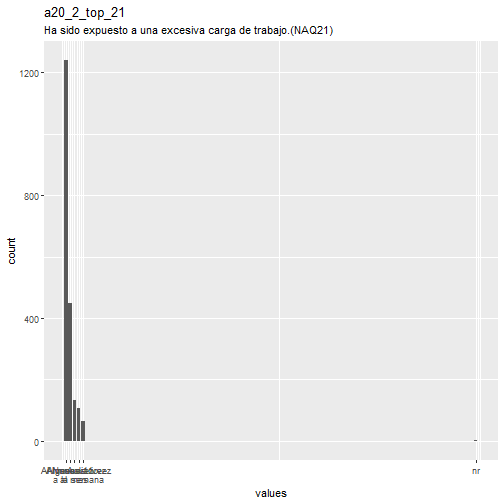 a20_2_top_21
Ha sido expuesto a una excesiva carga de trabajo.(NAQ21)
1200
800
400
0
count
nr
values